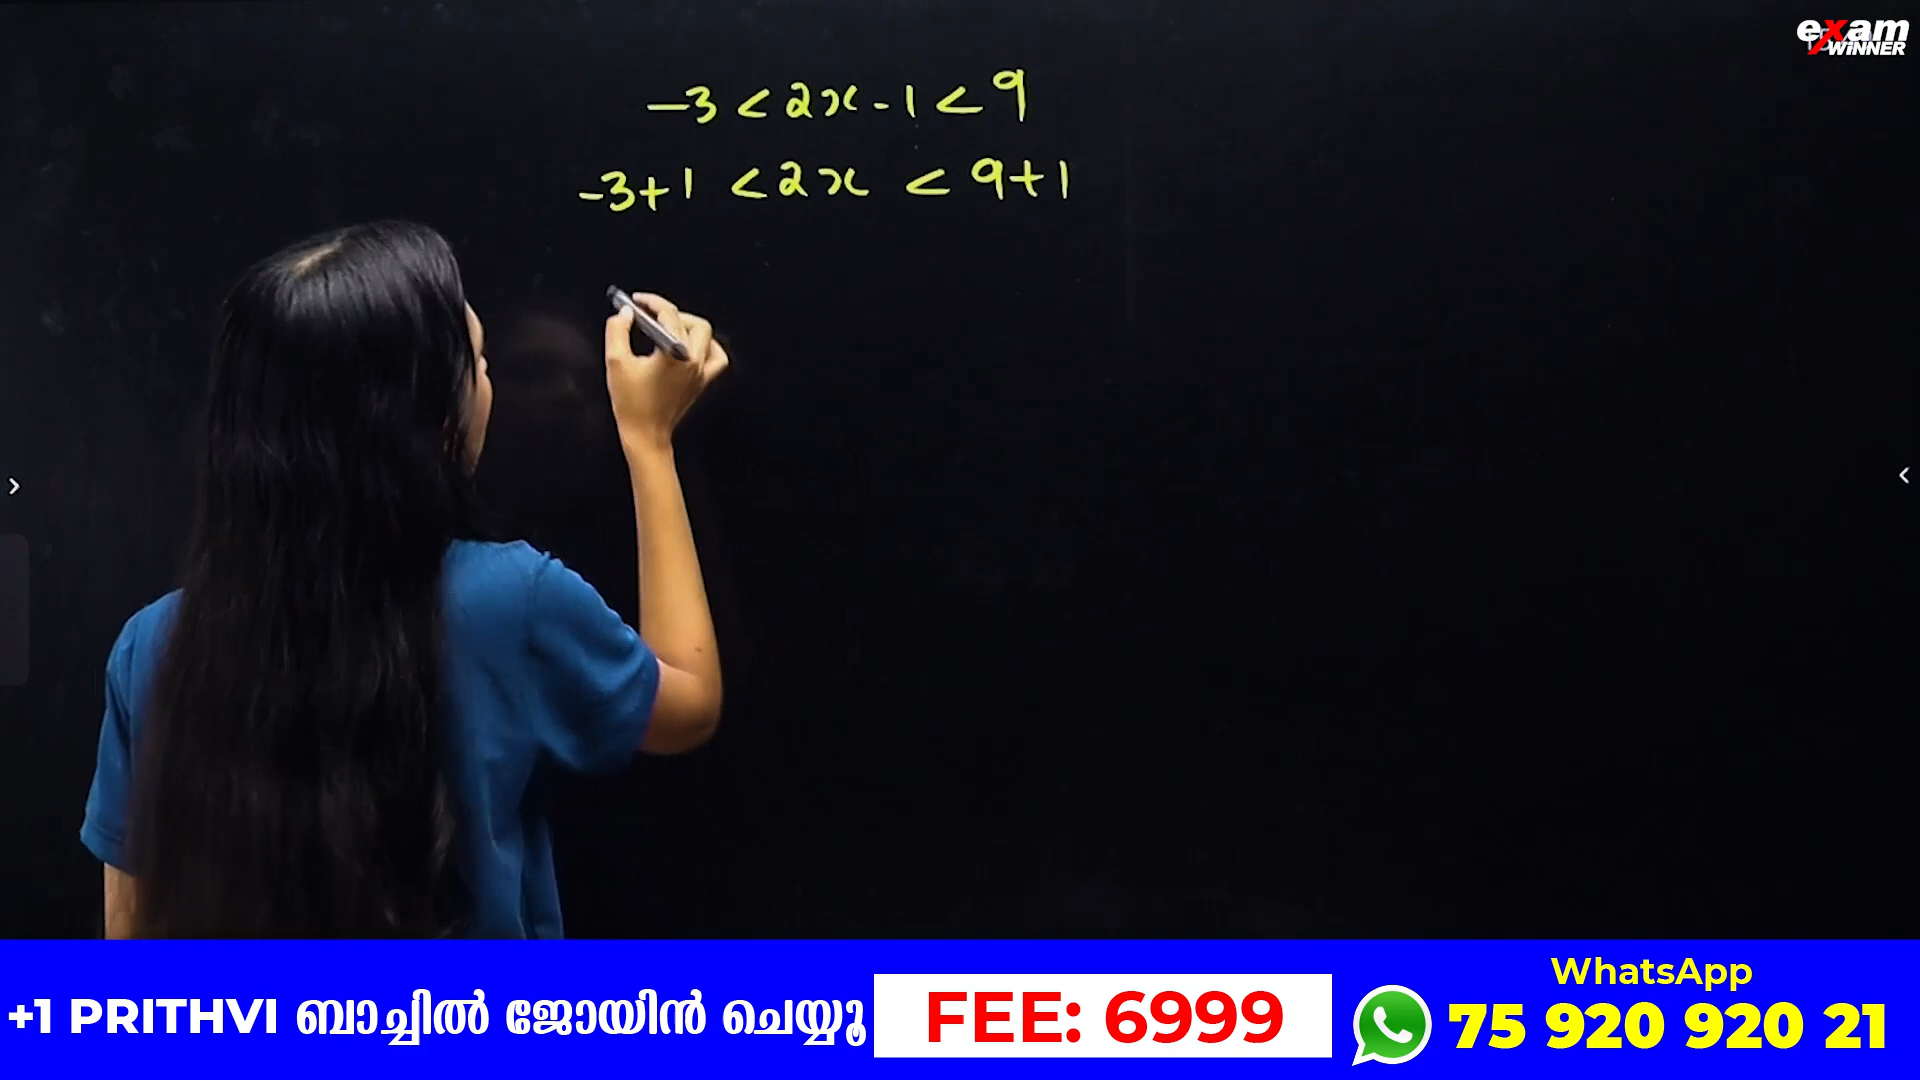 exam
WINNER
-3 < 2x - 1 < 9
-3+1 < 2x < 9+1
+1 PRITHVI ബാച്ചിൽ ജോയിൻ ചെയ്യൂ
FEE: 6999
WhatsApp
75 920 920 21